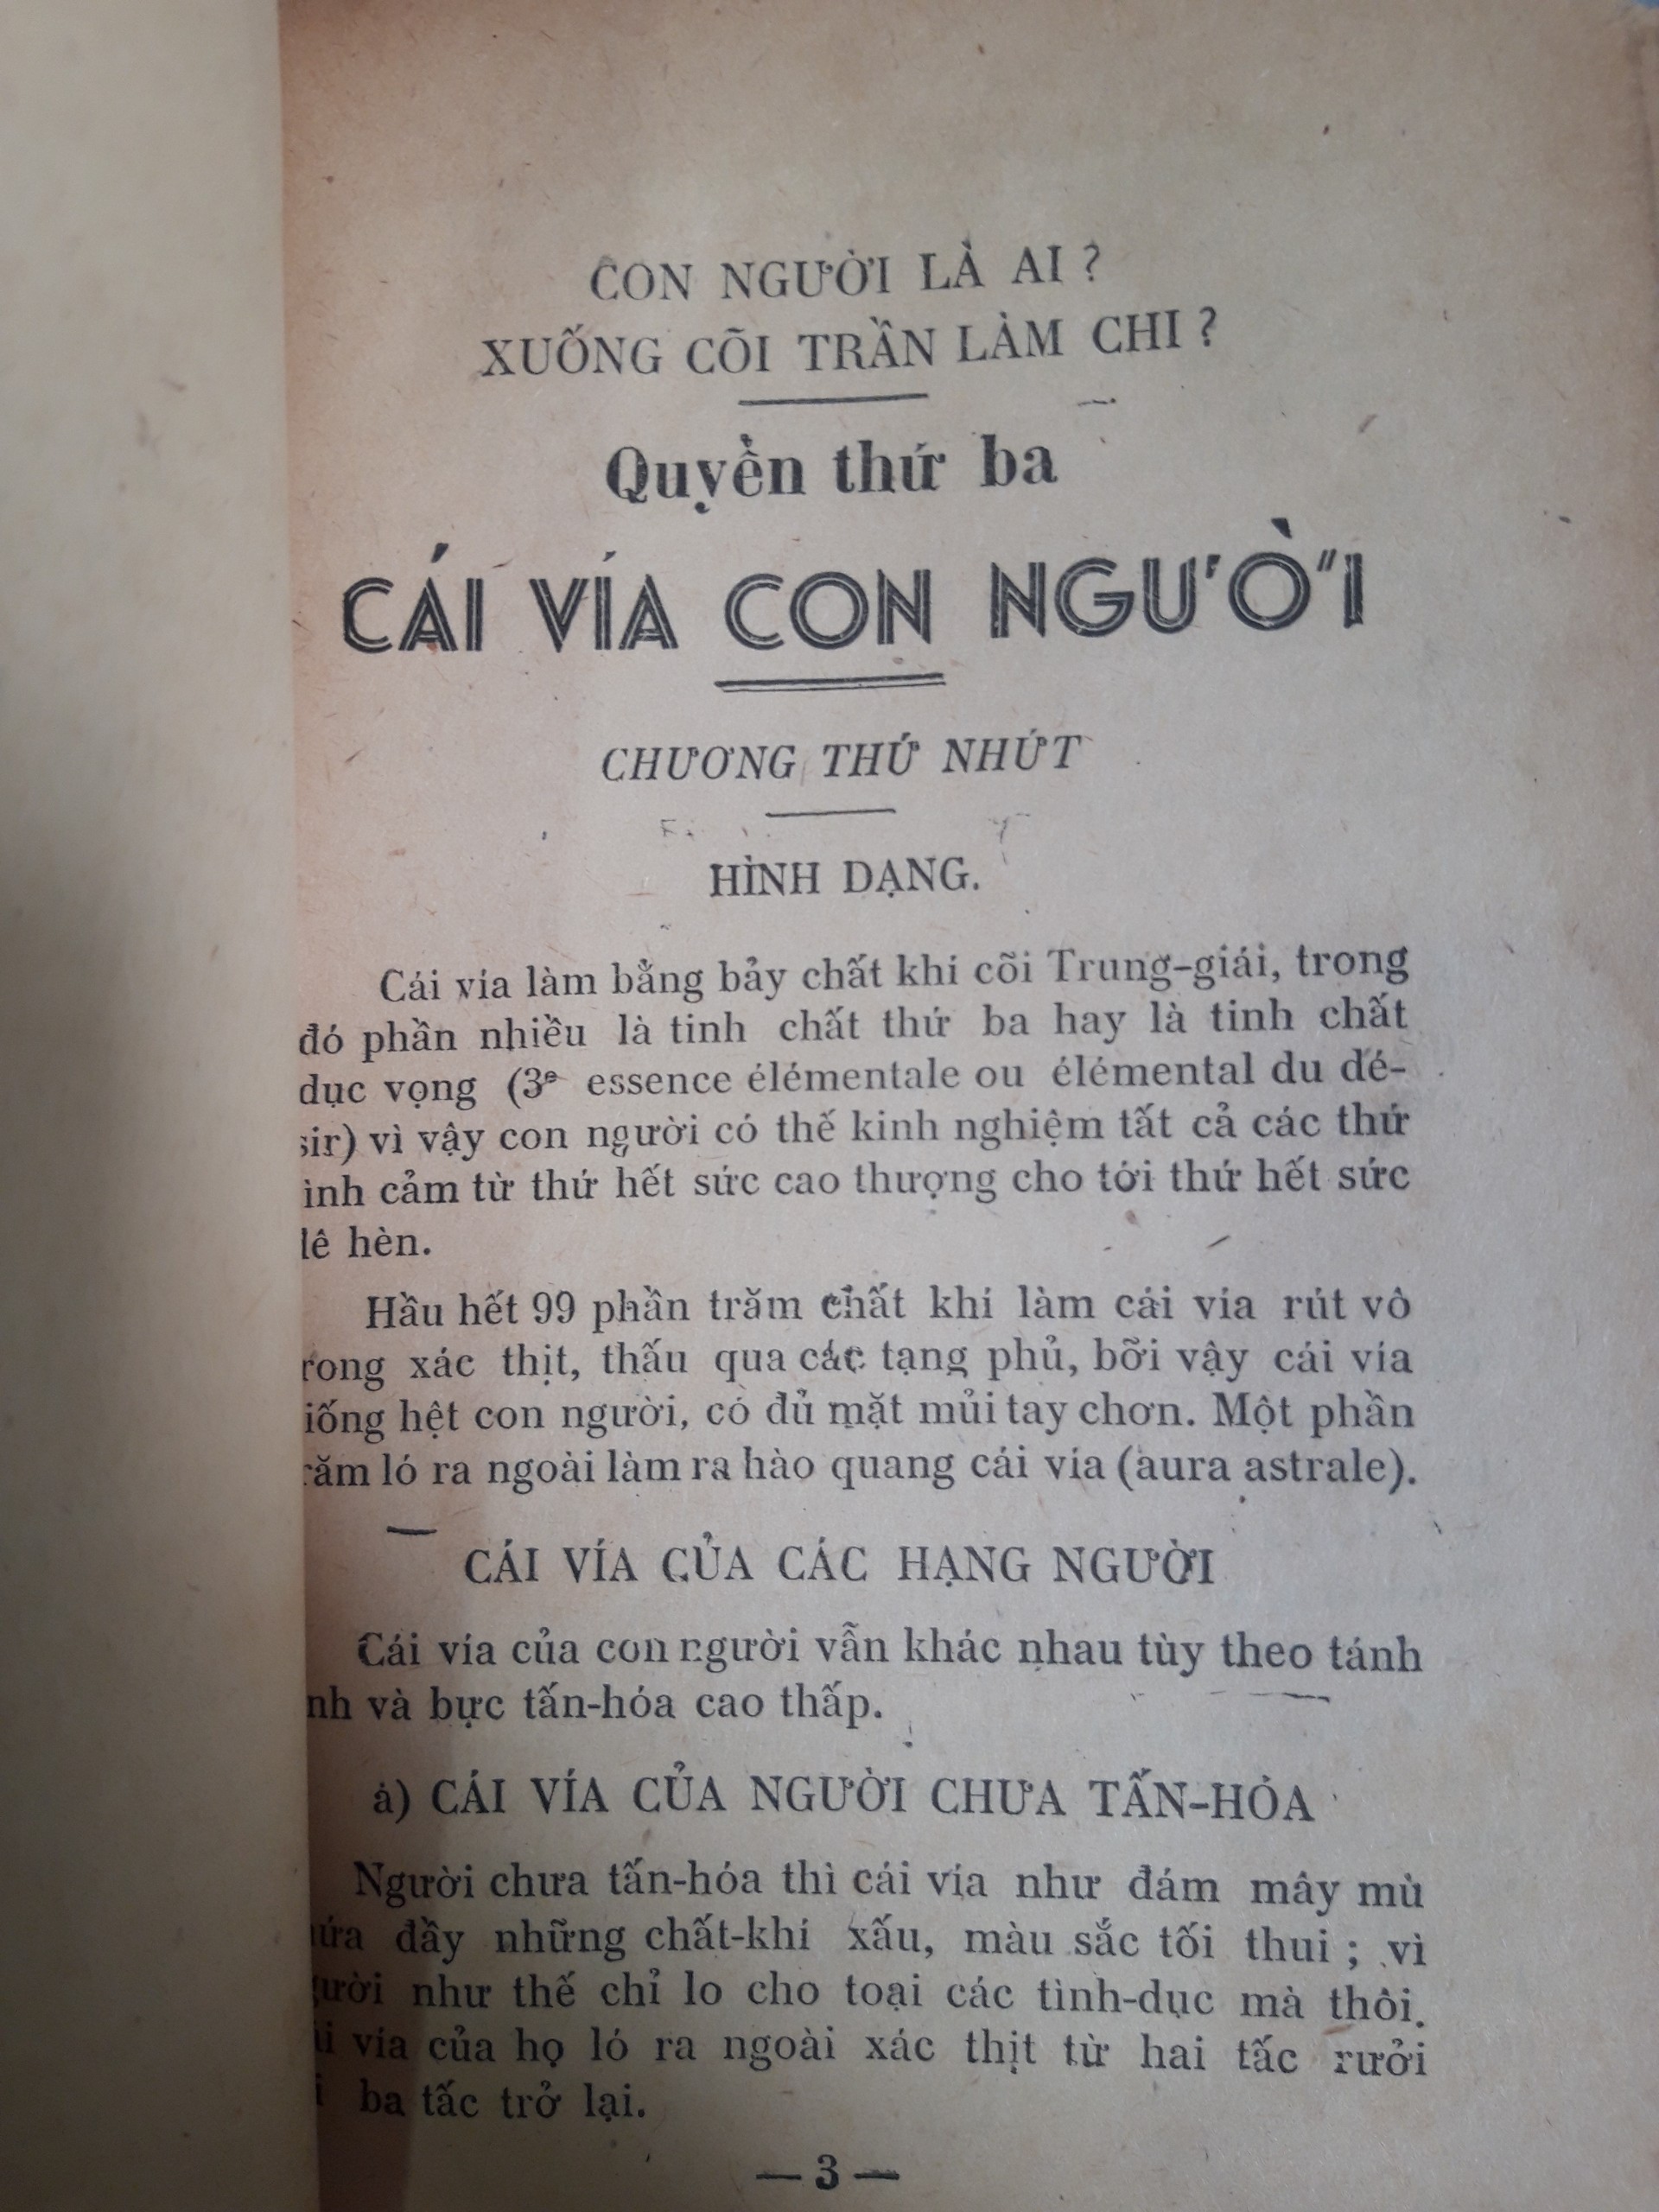 CON NGƯỜI LÀ AI ?
XUỐNG CÕI TRẦN LÀM CHI ?
Quyển thứ ba
CÁI VÍA CON NGƯỜI
CHƯƠNG THỨ NHỨT
HÌNH DẠNG.
Cái vía làm bằng bảy chất khí cõi Trung-giái, trong
đó phần nhiều là tinh chất thứ ba hay là tinh chất
dục vọng (3e essence élémentale ou élémental du dé-
sir) vì vậy con người có thể kinh nghiệm tất cả các thứ
ình cảm từ thứ hết sức cao thượng cho tới thứ hết sức
đê hèn.
Hầu hết 99 phần trăm chất khí làm cái vía rút vô
rong xác thịt, thấu qua các tạng phủ, bỡi vậy cái vía
iống hệt con người, có đủ mặt mủi tay chơn. Một phần
răm ló ra ngoài làm ra hào quang cái vía (aura astrale).
CÁI VÍA CỦA CÁC HẠNG NGƯỜI
Cái vía của con người vẫn khác nhau tùy theo tánh
nh và bực tấn-hóa cao thấp.
a) CÁI VÍA CỦA NGƯỜI CHƯA TẤN-HÓA
Người chưa tấn-hóa thì cái vía như đám mây mù
ứa đầy những chất-khí xấu, màu sắc tối thui ; vì
gười như thế chỉ lo cho toại các tình-dục mà thôi.
i vía của họ ló ra ngoài xác thịt từ hai tấc rưởi
i ba tấc trở lại.
— 3 —